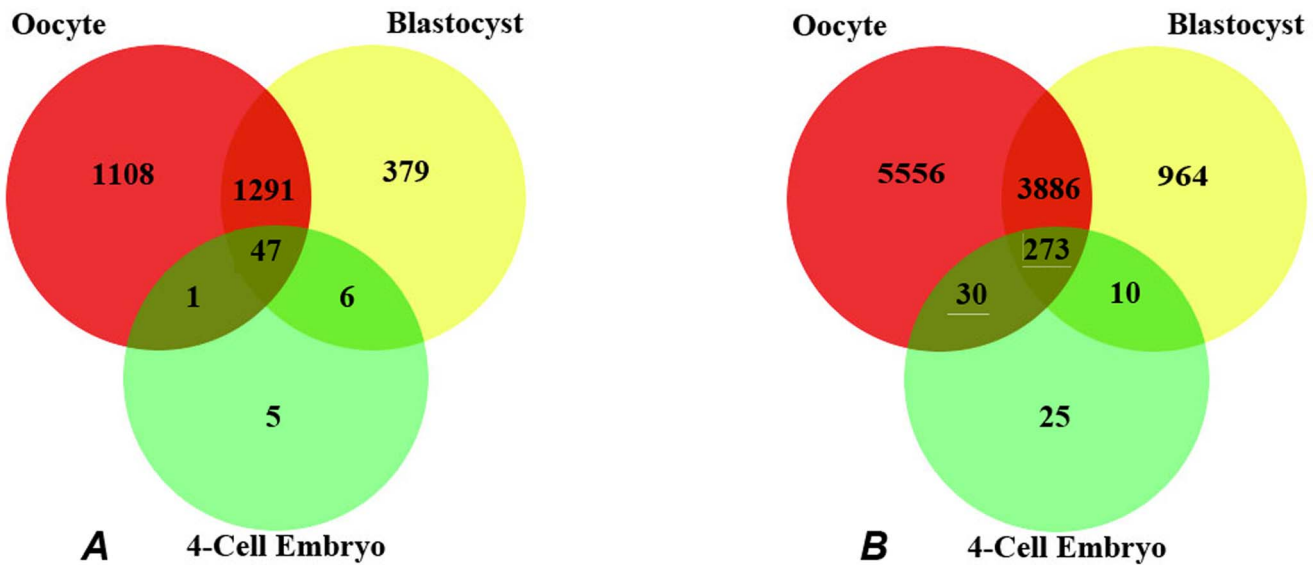 Oocyte
Blastocyst
1108
1291
379
47
1
6
5
A
4-Cell Embryo
Oocyte
Blastocyst
5556
3886
964
273
30
10
25
B
4-Cell Embryo